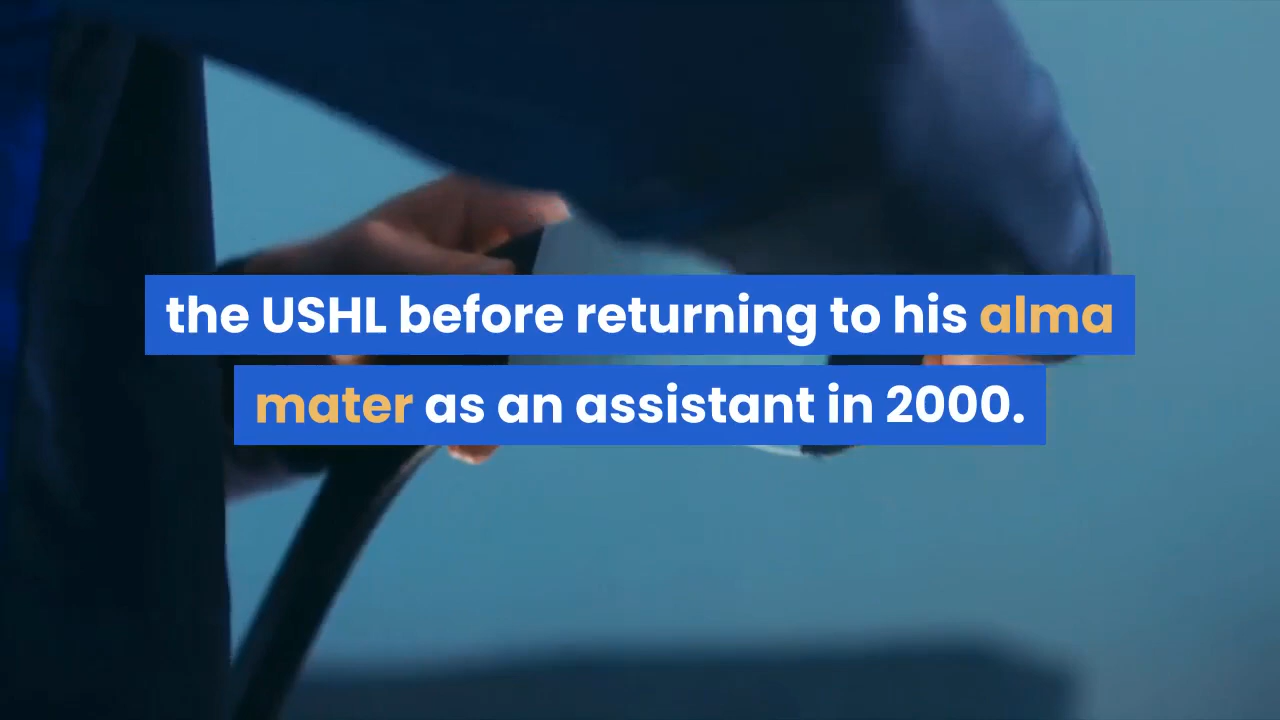 the USHL before returning to his alma
mater as an assistant in 2000.